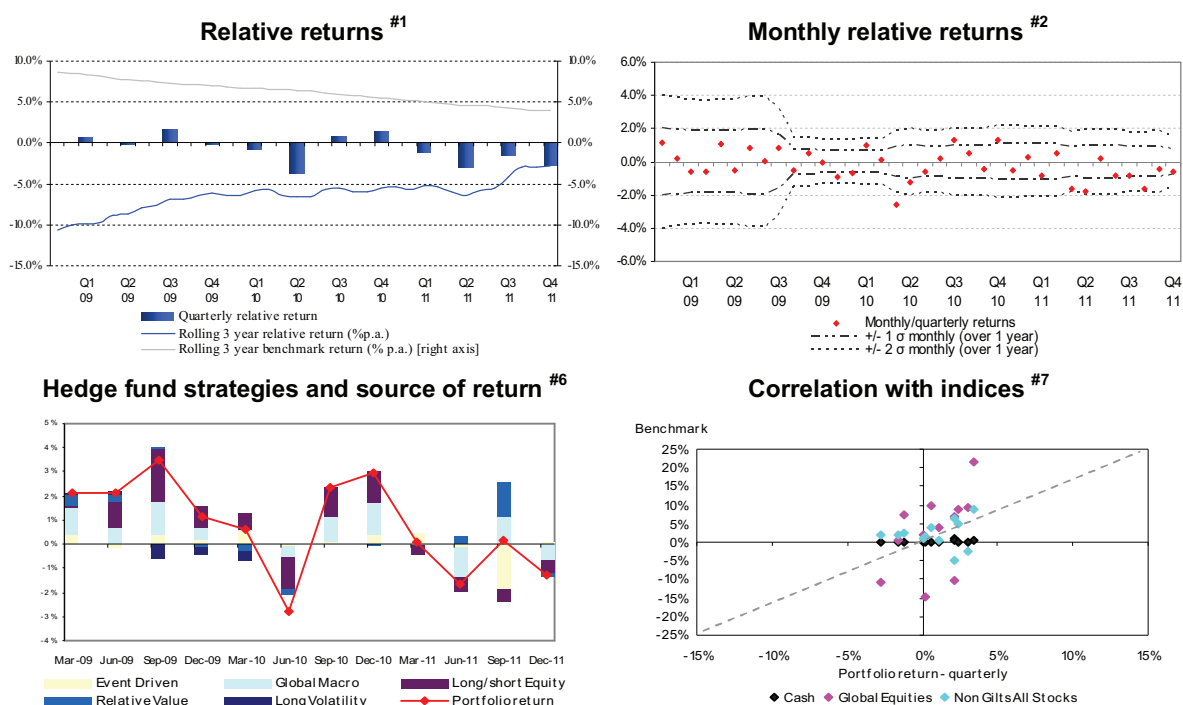 Relative returns #1
10.0%
5.0%
0.0%
-5.0%
-10.0%
-15.0%
10.0%
5.0%
0.0%
-5.0%
-10.0%
-15.0%
Q1 Q2 Q3 Q4 Q1 Q2 Q3 Q4 Q1 Q2 Q3 Q4
09 09 09 09 10 10 10 10 11 11 11 11
Quarterly relative return
Rolling 3 year relative return (%p.a.)
Rolling 3 year benchmark return (% p.a.) [right axis]
Monthly relative returns #2
6.0%
4.0%
2.0%
0.0%
-2.0%
-4.0%
-6.0%
Q1 Q2 Q3 Q4 Q1 Q2 Q3 Q4 Q1 Q2 Q3 Q4
09 09 09 09 10 10 10 10 11 11 11 11
Monthly/quarterly returns
+/- 1 σ monthly (over 1 year)
+/- 2 σ monthly (over 1 year)
Hedge fund strategies and source of return #6
5%
4%
3%
2%
1%
0%
-1%
-2%
-3%
-4%
Mar-09 Jun-09 Sep-09 Dec-09 Mar-10 Jun-10 Sep-10 Dec-10 Mar-11 Jun-11 Sep-11 Dec-11
Event Driven Global Macro Long/short Equity
Relative Value Long Volatility Portfolio return
Correlation with indices #7
Benchmark
25%
20%
15%
10%
5%
0%
-5%
-10%
-15%
-20%
-25%
-15% -10% -5% 0% 5% 10% 15%
Portfolio return - quarterly
Cash Global Equities Non Gilts All Stocks